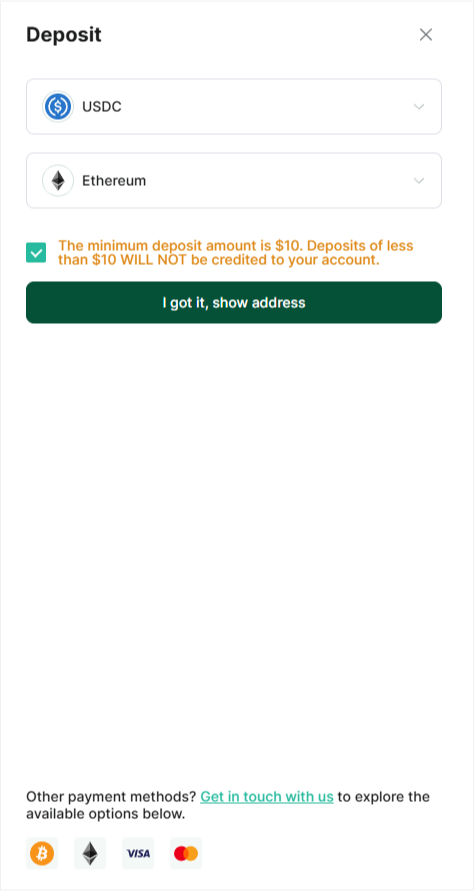 Deposit
USDC
Ethereum
The minimum deposit amount is $10. Deposits of less
than $10 WILL NOT be credited to your account.
I got it, show address
Other payment methods? Get in touch with us to explore the
available options below.
VISA